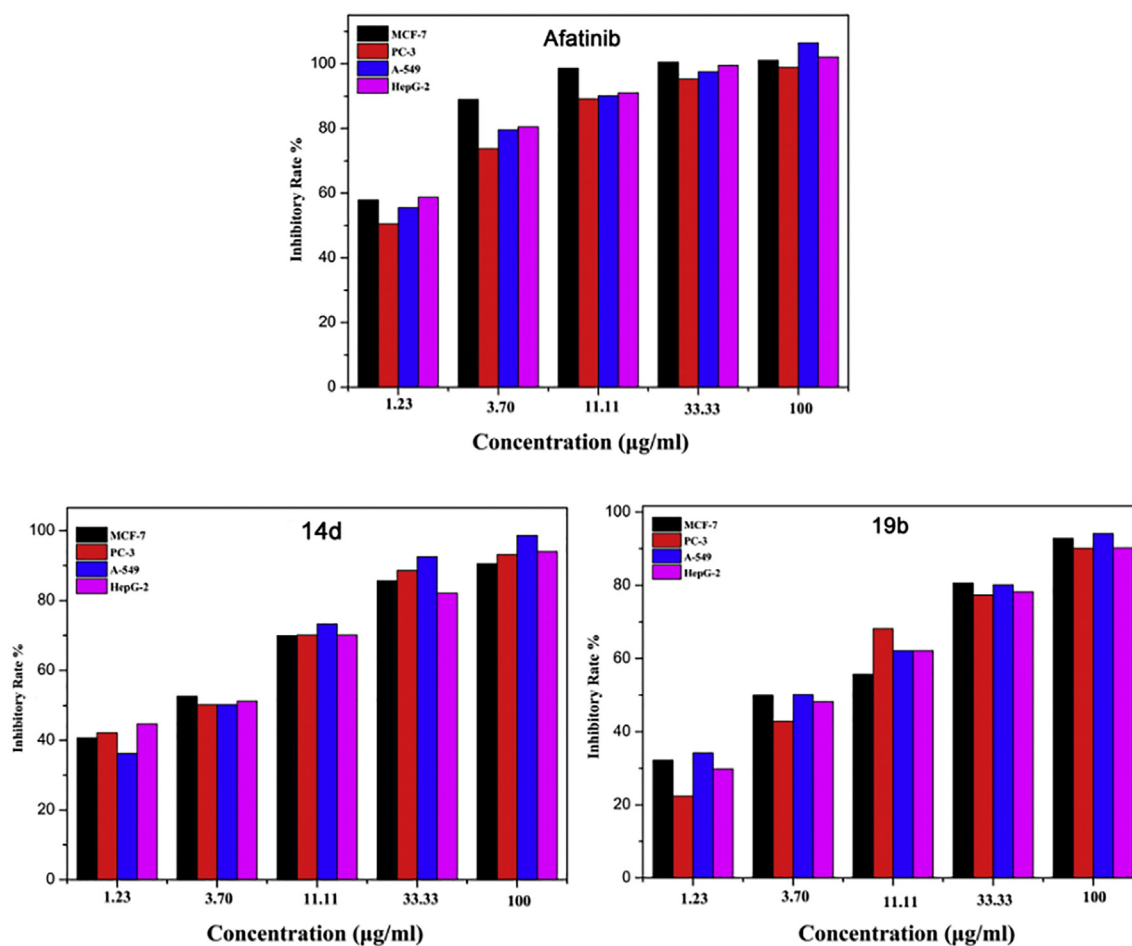 Afatinib
MCF-7
PC-3
A-549
HepG-2
Inhibitory Rate %
100
80
60
40
20
0
1.23 3.70 11.11 33.33 100
Concentration (μg/ml)
14d
MCF-7
PC-3
A-549
HepG-2
Inhibitory Rate %
100
80
60
40
20
0
1.23 3.70 11.11 33.33 100
Concentration (μg/ml)
19b
MCF-7
PC-3
A-549
HepG-2
Inhibitory Rate %
100
80
60
40
20
0
1.23 3.70 11.11 33.33 100
Concentration (μg/ml)